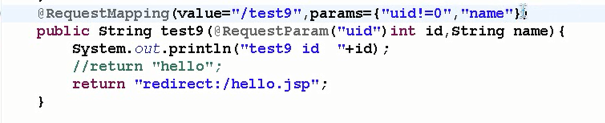 @RequestMapping(value="/test9",params={"uid!=0","name"})
public String test9(@RequestParam("uid")int id,String name){
System.out.println("test9 id  "+id);
//return "hello";
return "redirect:/hello.jsp";
}